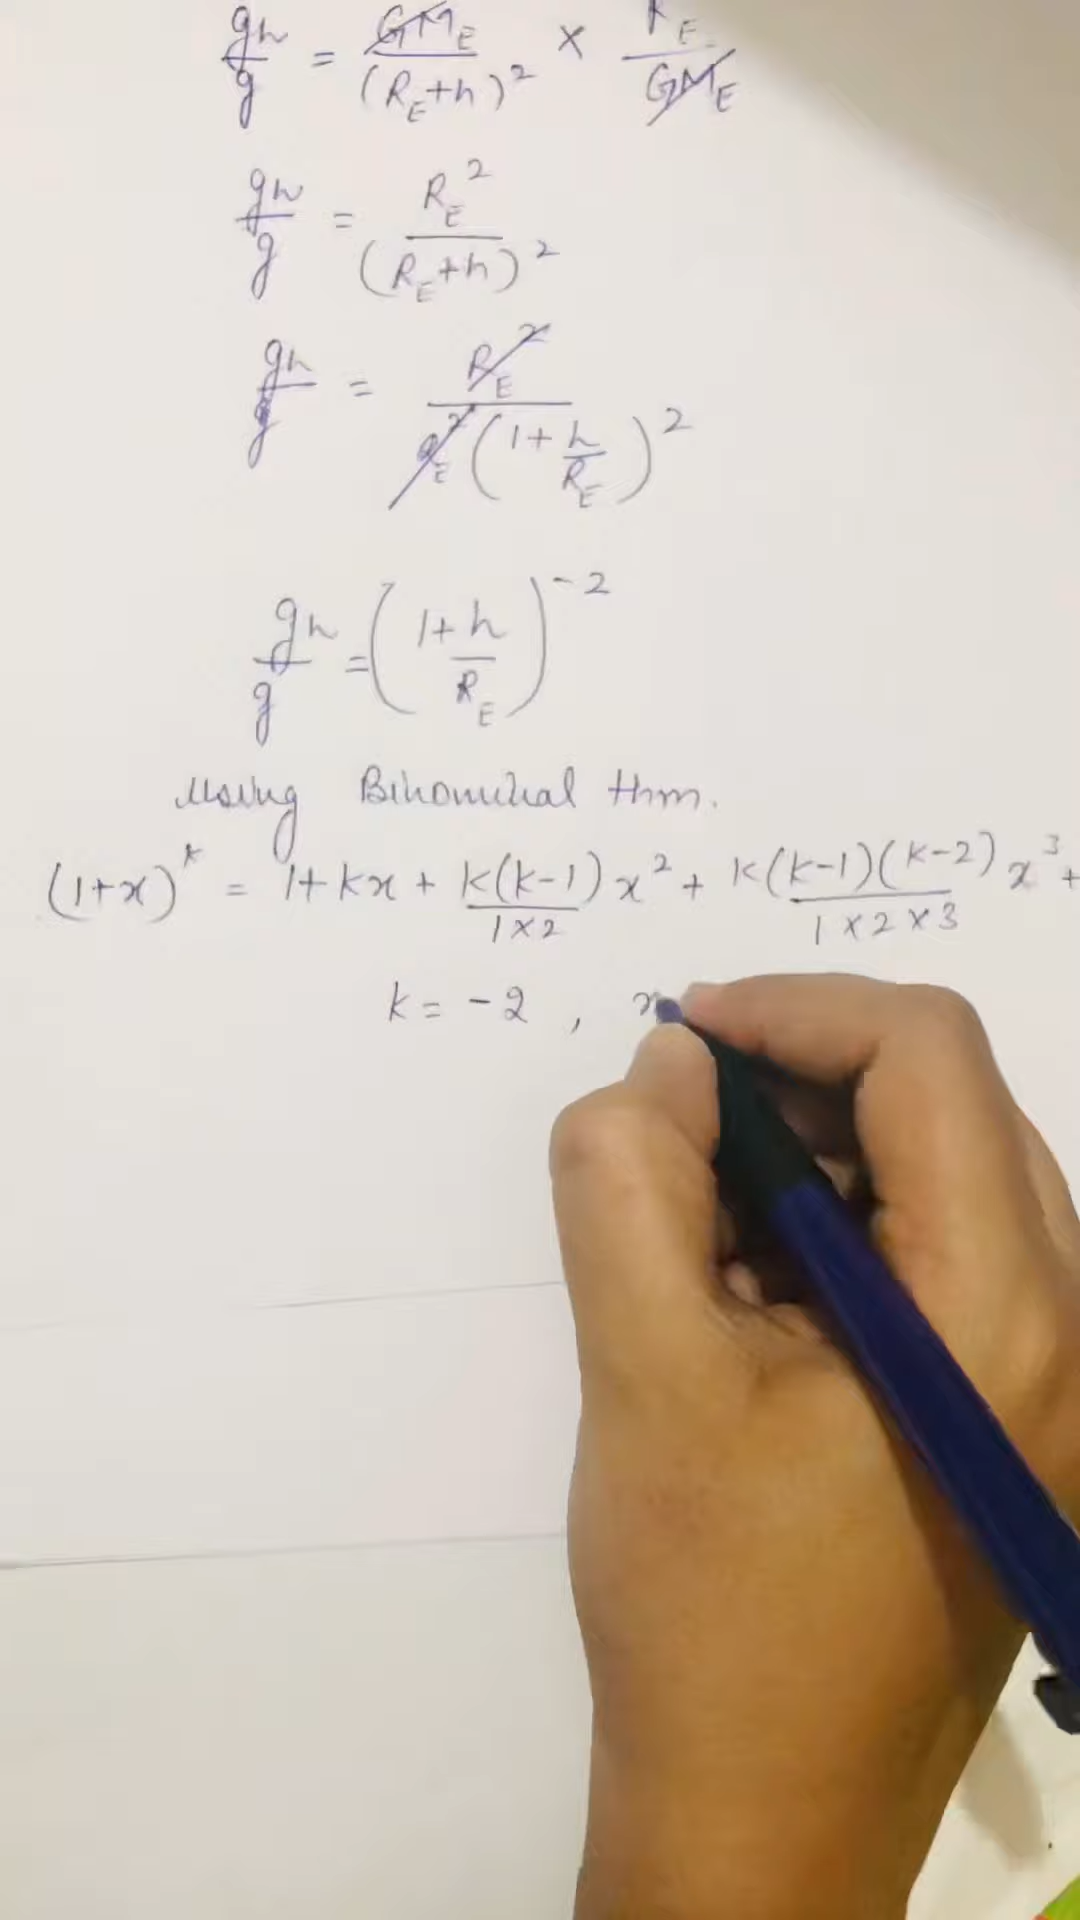 gh/g = GM_E/(R_E+h)^2 × R_E/GM_E
gh/g = R_E^2/(R_E+h)^2
gh/g = R_E^2/R_E^2(1+h/R_E)^2
gh/g = (1+h/R_E)^-2
Using Binomial thm.
(1+x)^k = 1+kx + k(k-1)/1×2 x^2 + k(k-1)(k-2)/1×2×3 x^3 +
k = -2 , x